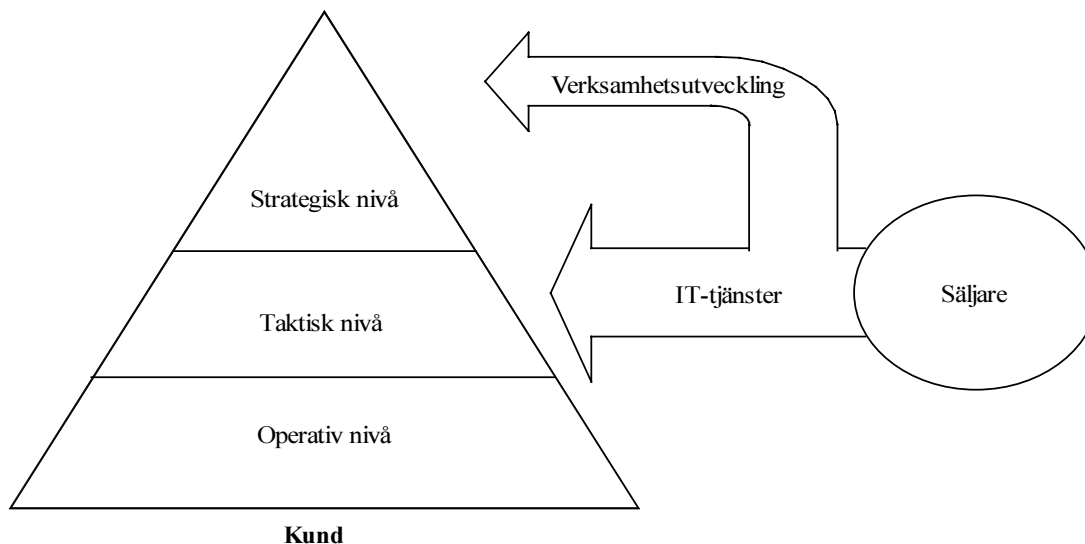 Verksamhetsutveckling
Strategisk nivå
IT-tjänster
Säljare
Taktisk nivå
Operativ nivå
Kund